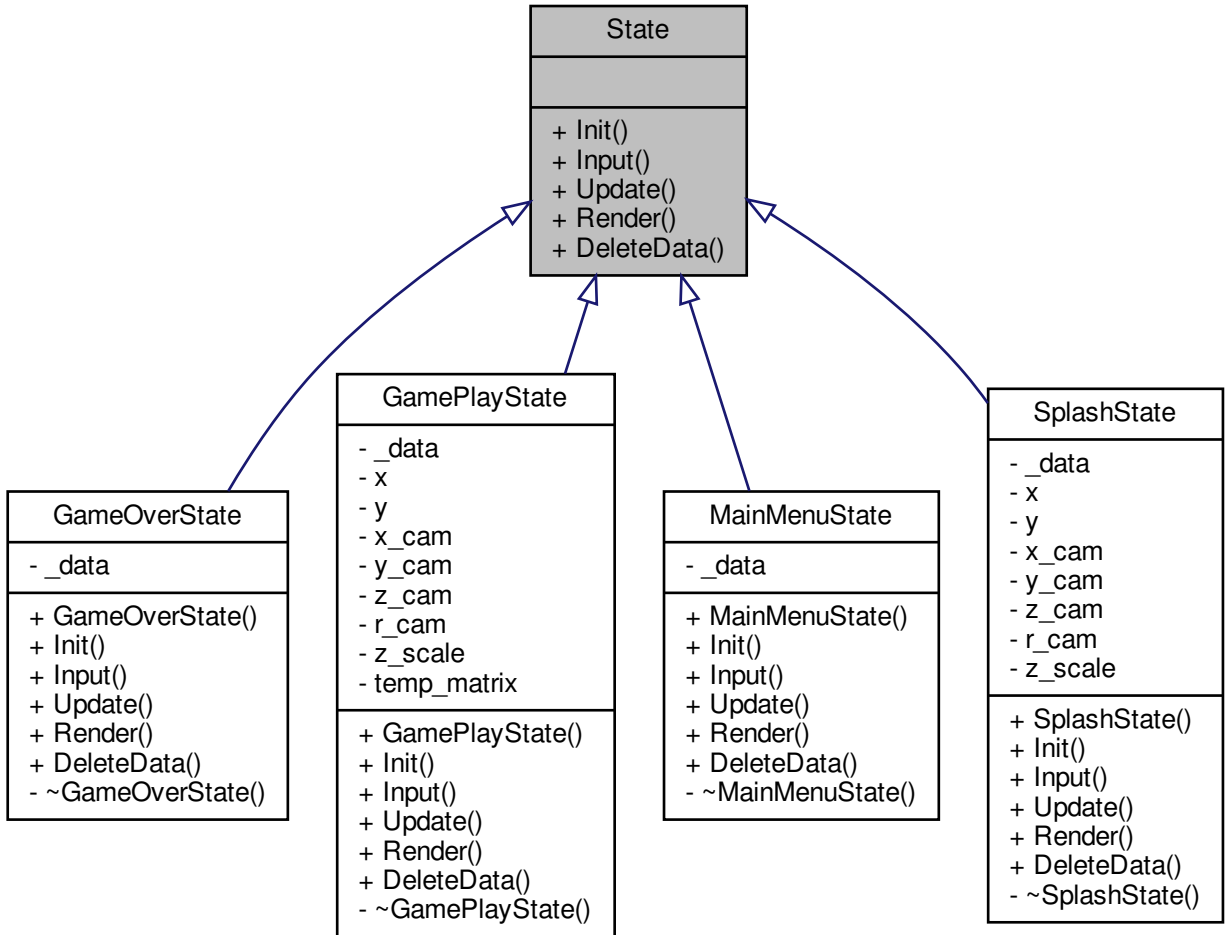 State
+ Init()
+ Input()
+ Update()
+ Render()
+ DeleteData()
GameOverState
- _data
+ GameOverState()
+ Init()
+ Input()
+ Update()
+ Render()
+ DeleteData()
- ~GameOverState()
GamePlayState
- _data
- x
- y
- x_cam
- y_cam
- z_cam
- r_cam
- z_scale
- temp_matrix
+ GamePlayState()
+ Init()
+ Input()
+ Update()
+ Render()
+ DeleteData()
- ~GamePlayState()
MainMenuState
- _data
+ MainMenuState()
+ Init()
+ Input()
+ Update()
+ Render()
+ DeleteData()
- ~MainMenuState()
SplashState
- _data
- x
- y
- x_cam
- y_cam
- z_cam
- r_cam
- z_scale
+ SplashState()
+ Init()
+ Input()
+ Update()
+ Render()
+ DeleteData()
- ~SplashState()